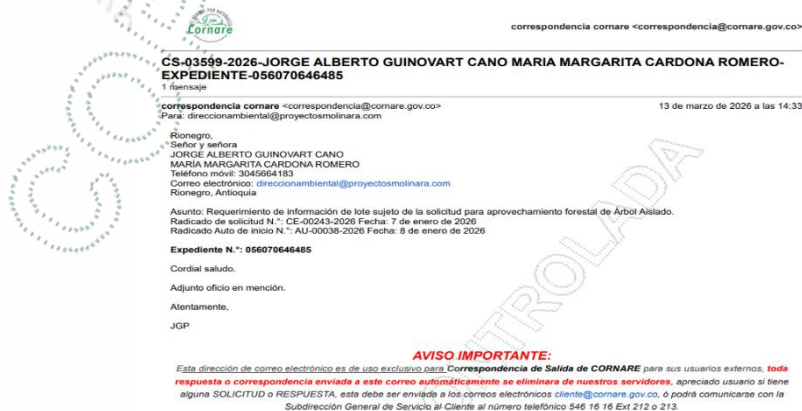 Cornare
correspondencia cornare <correspondencia@cornare.gov.co>
CS-03599-2026-JORGE ALBERTO GUINOVART CANO MARIA MARGARITA CARDONA ROMERO-
EXPEDIENTE-056070646485
1 mensaje
correspondencia cornare <correspondencia@cornare.gov.co>
13 de marzo de 2026 a las 14:33
Para: direccionambiental@proyectosmolinara.com
Rionegro,
Señor y señora
JORGE ALBERTO GUINOVART CANO
MARÍA MARGARITA CARDONA ROMERO
Teléfono móvil: 3045664183
Correo electrónico: direccionambiental@proyectosmolinara.com
Rionegro, Antioquia
Asunto: Requerimiento de información de lote sujeto de la solicitud para aprovechamiento forestal de Árbol Aislado.
Radicado de solicitud N.°: CE-00243-2026 Fecha: 7 de enero de 2026
Radicado Auto de inicio N.°: AU-00038-2026 Fecha: 8 de enero de 2026
Expediente N.°: 056070646485
Cordial saludo.
Adjunto oficio en mención.
Atentamente,
JGP
AVISO IMPORTANTE:
Esta dirección de correo electrónico es de uso exclusivo para Correspondencia de Salida de CORNARE para sus usuarios externos, toda
respuesta o correspondencia enviada a este correo automáticamente se eliminara de nuestros servidores, apreciado usuario si tiene
alguna SOLICITUD o RESPUESTA, esta debe ser enviada a los correos electrónicos cliente@cornare.gov.co, ó podrá comunicarse con la
Subdirección General de Servicio al Cliente al número telefónico 546 16 16 Ext 212 o 213.